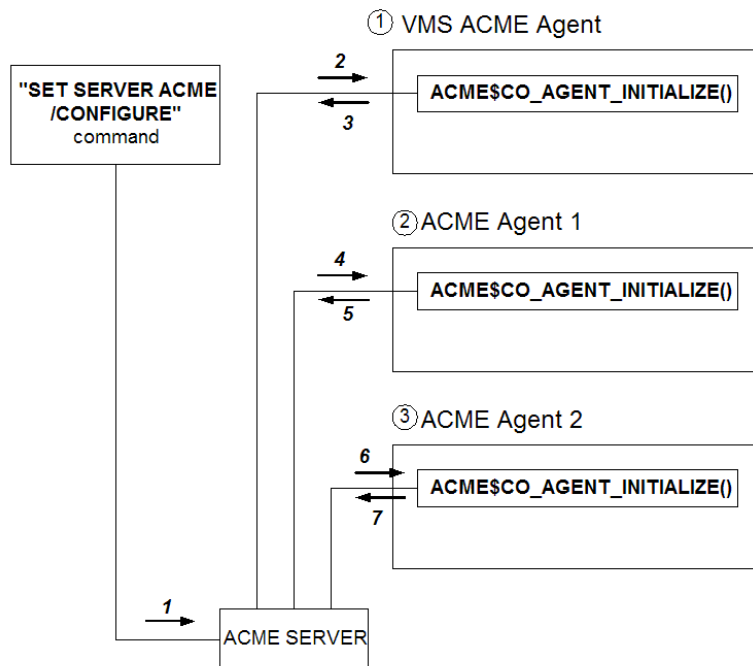 ① VMS ACME Agent
"SET SERVER ACME
/CONFIGURE"
command
2
ACME$CO_AGENT_INITIALIZE()
3
② ACME Agent 1
4
ACME$CO_AGENT_INITIALIZE()
5
③ ACME Agent 2
6
ACME$CO_AGENT_INITIALIZE()
7
1
ACME SERVER